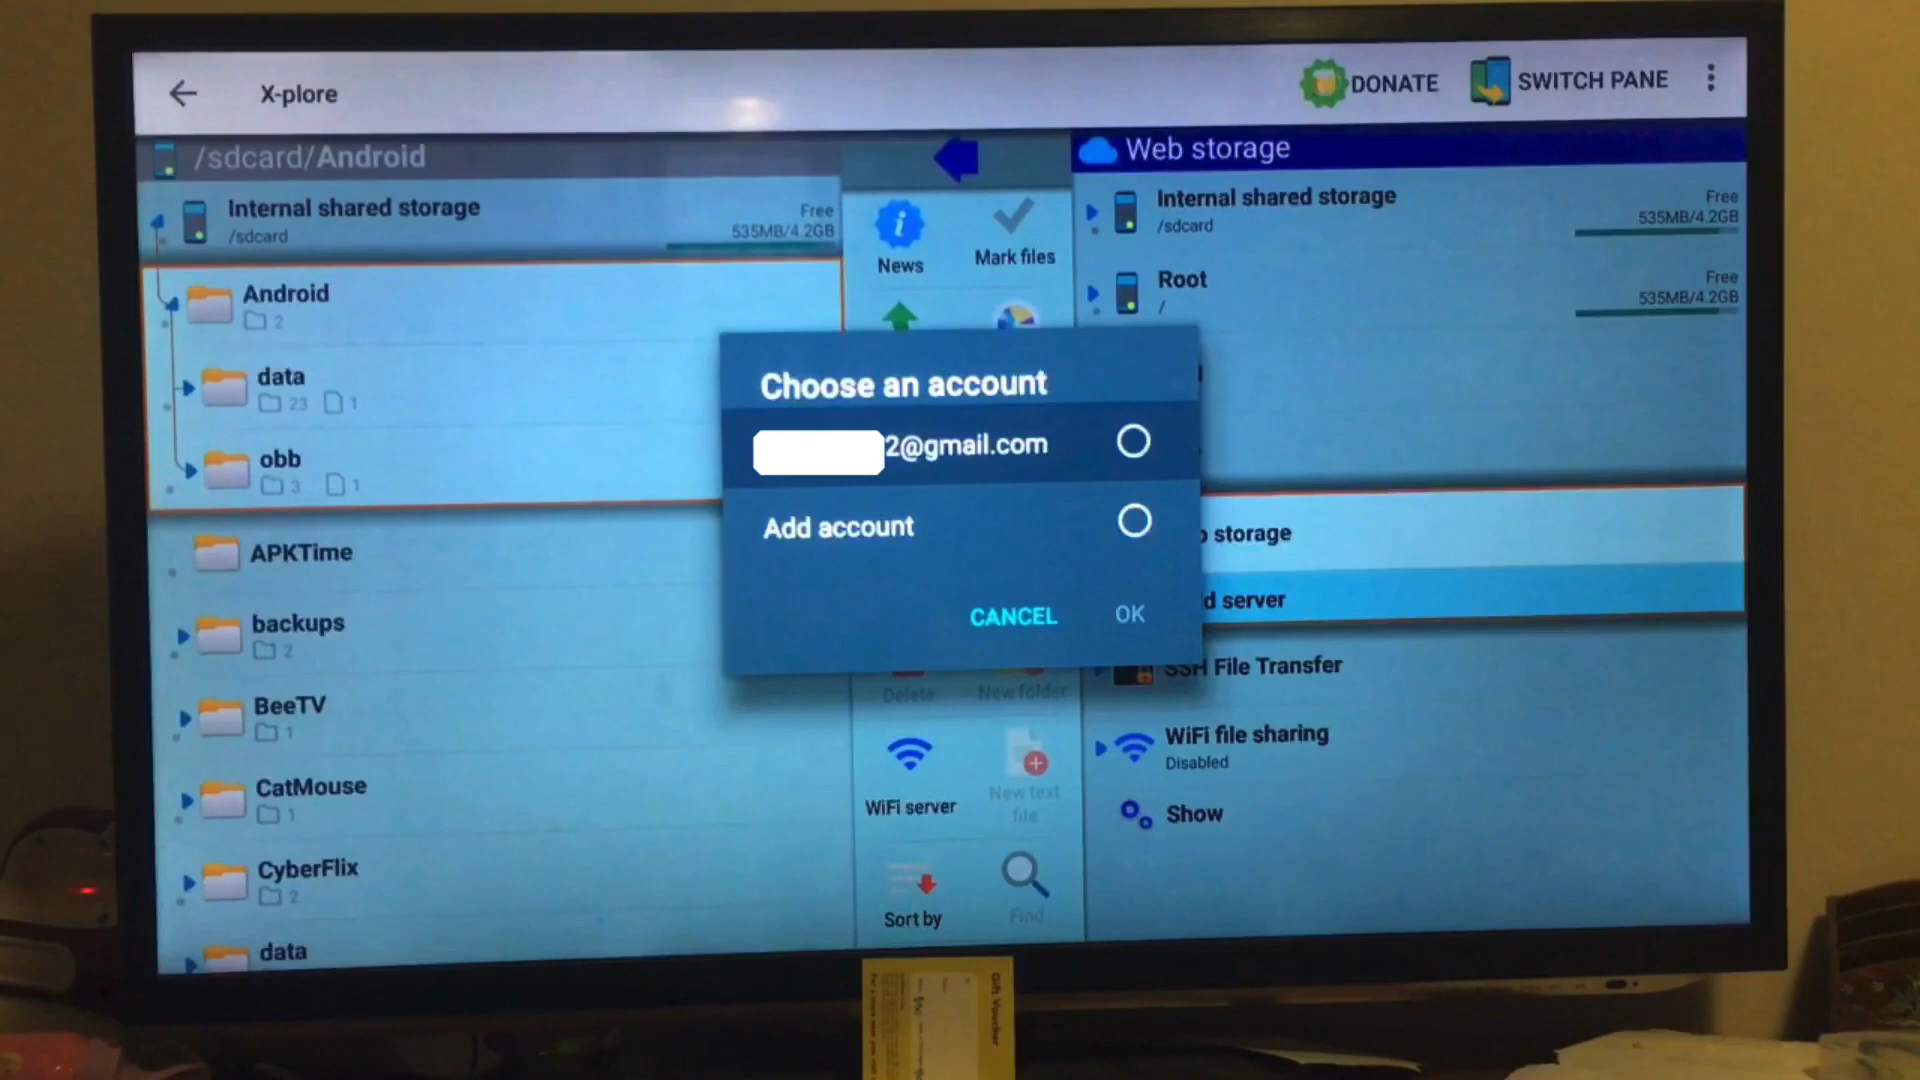 X-plore
DONATE
SWITCH PANE
/sdcard/Android
Internal shared storage
/sdcard
Free
535MB/4.2GB
Android
2
data
23
1
obb
3
1
APKTime
backups
2
BeeTV
1
CatMouse
1
CyberFlix
2
data
News
Mark files
Delete
New folder
WiFi server
New text
file
Sort by
Find
Web storage
Internal shared storage
/sdcard
Free
535MB/4.2GB
Root
/
Free
535MB/4.2GB
storage
server
SSH File Transfer
WiFi file sharing
Disabled
Show
Choose an account
2@gmail.com
Add account
CANCEL
OK
Gift Voucher